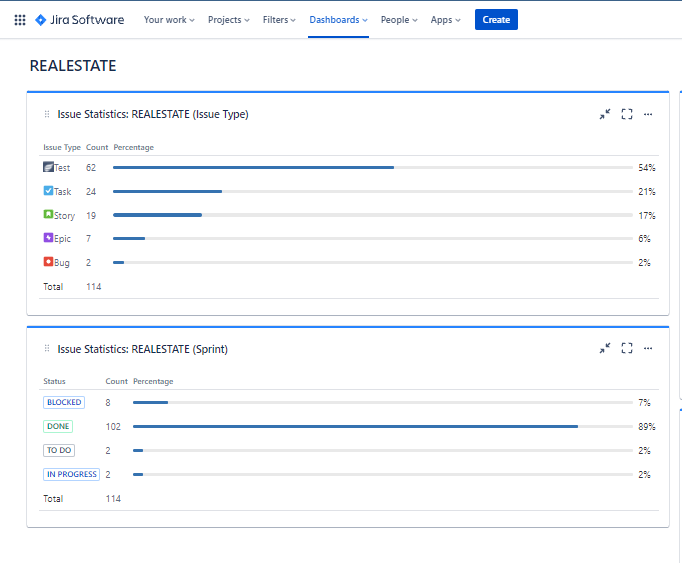 Jira Software Your work Projects Filters Dashboards People Apps Create
REALESTATE
Issue Statistics: REALESTATE (Issue Type)
Issue Type Count Percentage
Test 62 54%
Task 24 21%
Story 19 17%
Epic 7 6%
Bug 2 2%
Total 114
Issue Statistics: REALESTATE (Sprint)
Status Count Percentage
BLOCKED 8 7%
DONE 102 89%
TO DO 2 2%
IN PROGRESS 2 2%
Total 114